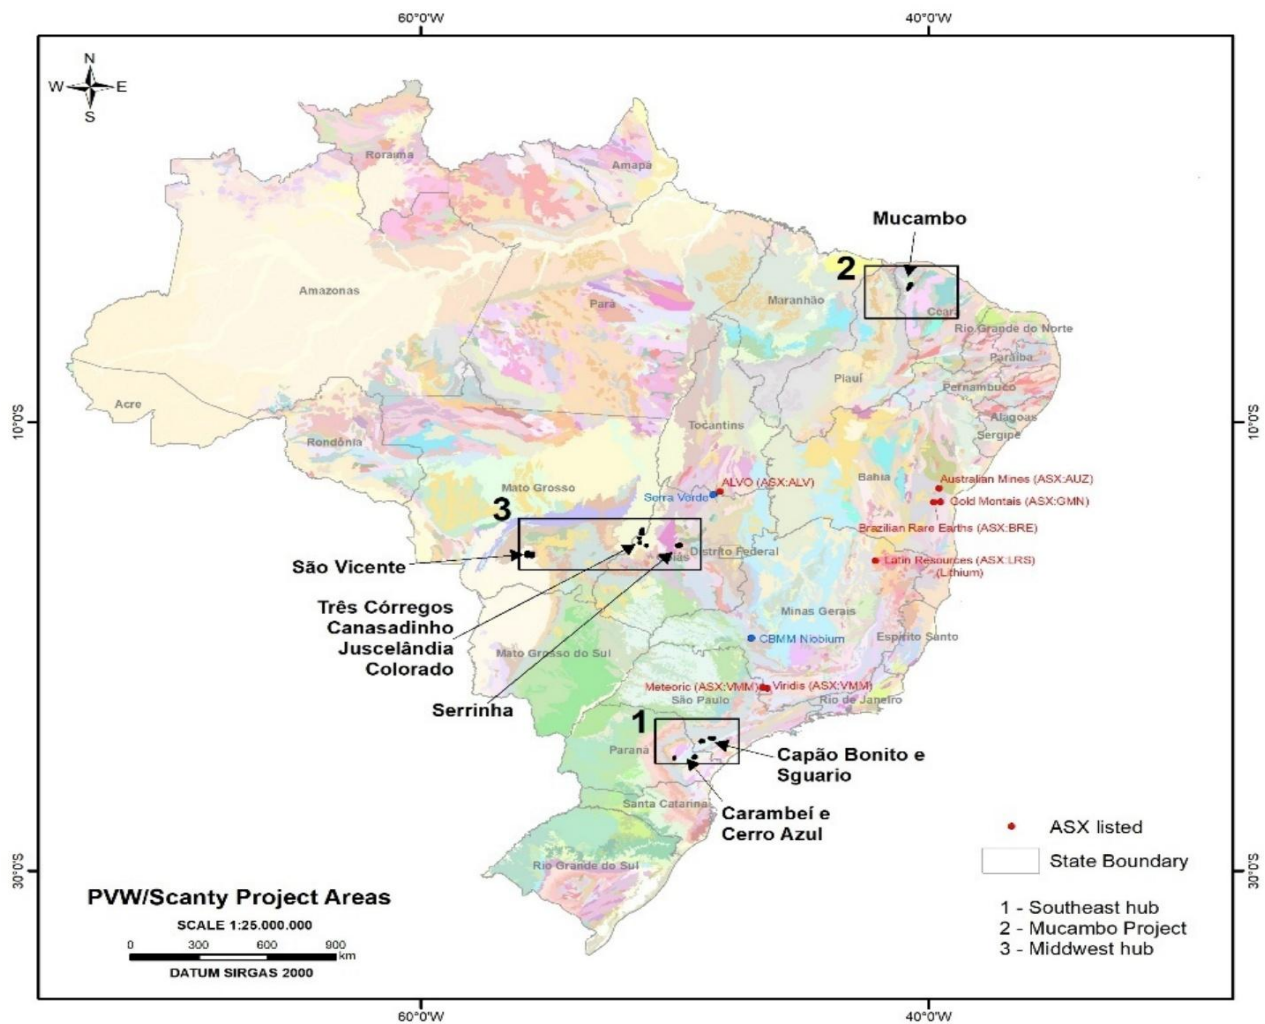 60°0'W
40°0'W
N
W
E
S
Roraima
Amapa
Mucambo
2
Amazonas
Pará
Maranhão
Ceará
Rio Grande do Norte
Paraíba
Piauí
Pernambuco
Acre
Alagoas
10°0'S
10°0'S
Tocantins
Sergipe
Rondônia
Bahia
Mato Grosso
ALVO (ASX:ALV)
Australian Mines (ASX:AUZ)
Serra Verde
Gold Montais (ASX:GMN)
3
Brazilian Rare Earths (ASX:BRE)
Distrito Federal
São Vicente
Latin Resources (ASX:LRS)
(Lithium)
Três Córregos
Canasadinho
Juscelândia
Colorado
Minas Gerais
Espírito Santo
CBMM Niobium
Mato Grosso do Sul
Meteoric (ASX:VMM)
Viridis (ASX:VMM)
São Paulo
Rio de Janeiro
Serrinha
1
Paraná
Capão Bonito e
Sguario
Santa Catarina
Carambeí e
Cerro Azul
ASX listed
State Boundary
Rio Grande do Sul
30°0'S
30°0'S
PVW/Scanty Project Areas
SCALE 1:25.000.000
0 300 600 900
km
DATUM SIRGAS 2000
1 - Southeast hub
2 - Mucambo Project
3 - Middwest hub
60°0'W
40°0'W